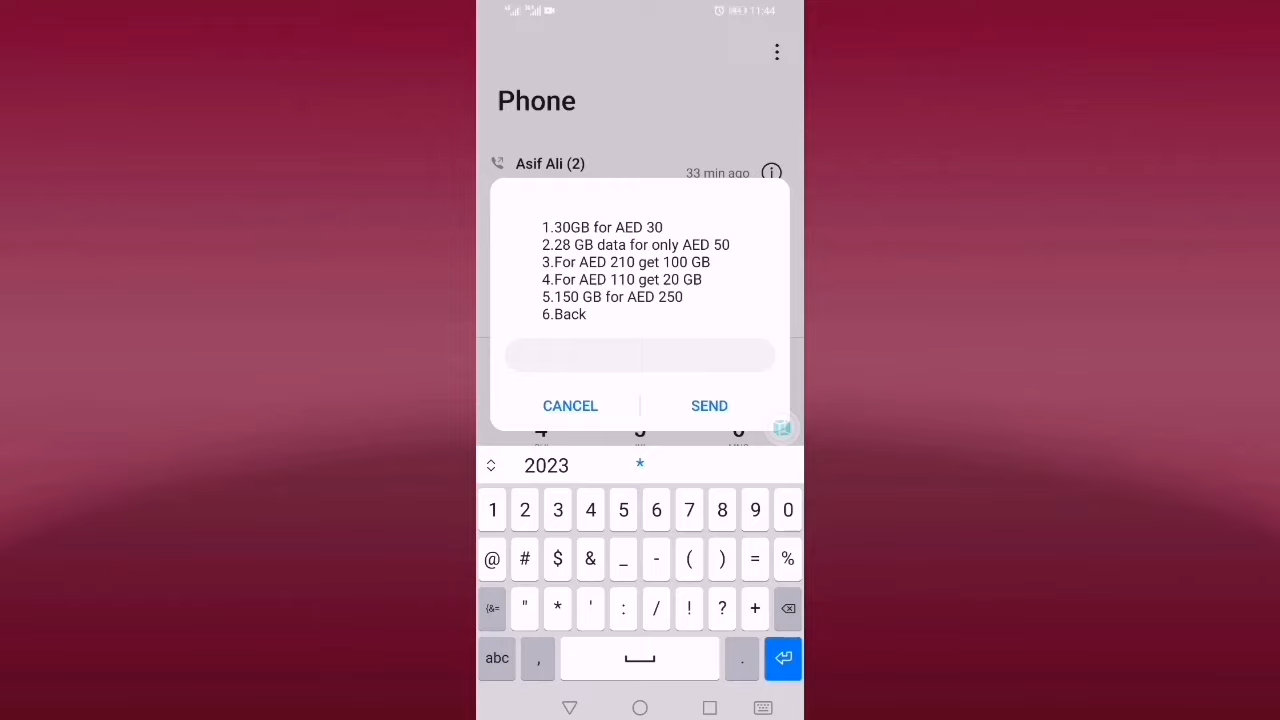 11:44
Phone
Asif Ali (2)
33 min ago
1.30GB for AED 30
2.28 GB data for only AED 50
3.For AED 210 get 100 GB
4.For AED 110 get 20 GB
5.150 GB for AED 250
6.Back
CANCEL
SEND
2023 *
1 2 3 4 5 6 7 8 9 0
@ # $ & _ - ( ) = %
{&= " * ' : / ! ? +
abc , .